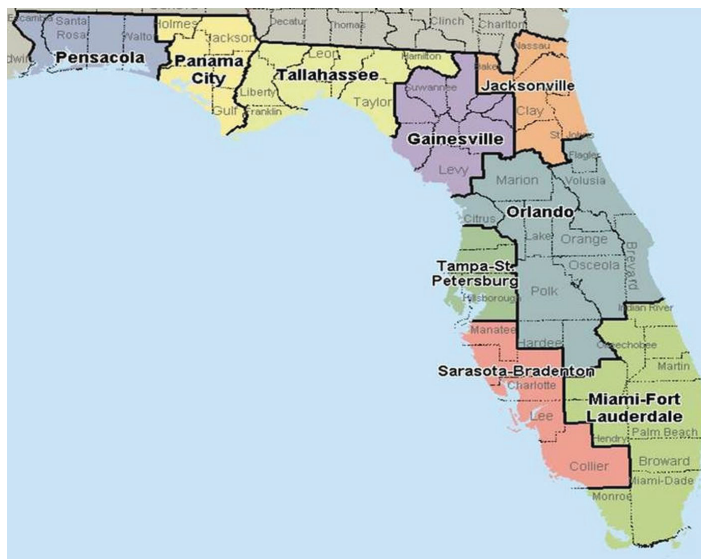 Decatur
Thomas
Clinch
Charlton
Escambia
Santa
Rosa
Walton
Pensacola
Holmes
Jackson
Panama
City
Gulf
Leon
Hamilton
Tallahassee
Liberty
Franklin
Taylor
Nassau
Baker
Jacksonville
Clay
St. Johns
Suwannee
Gainesville
Levy
Flagler
Marion
Volusia
Citrus
Orlando
Lake
Orange
Osceola
Brevard
Polk
Tampa-St.
Petersburg
Hillsborough
Indian River
Manatee
Hardee
Okeechobee
Martin
Sarasota-Bradenton
Charlotte
Lee
Miami-Fort
Lauderdale
Palm Beach
Hendry
Collier
Broward
Miami-Dade
Monroe